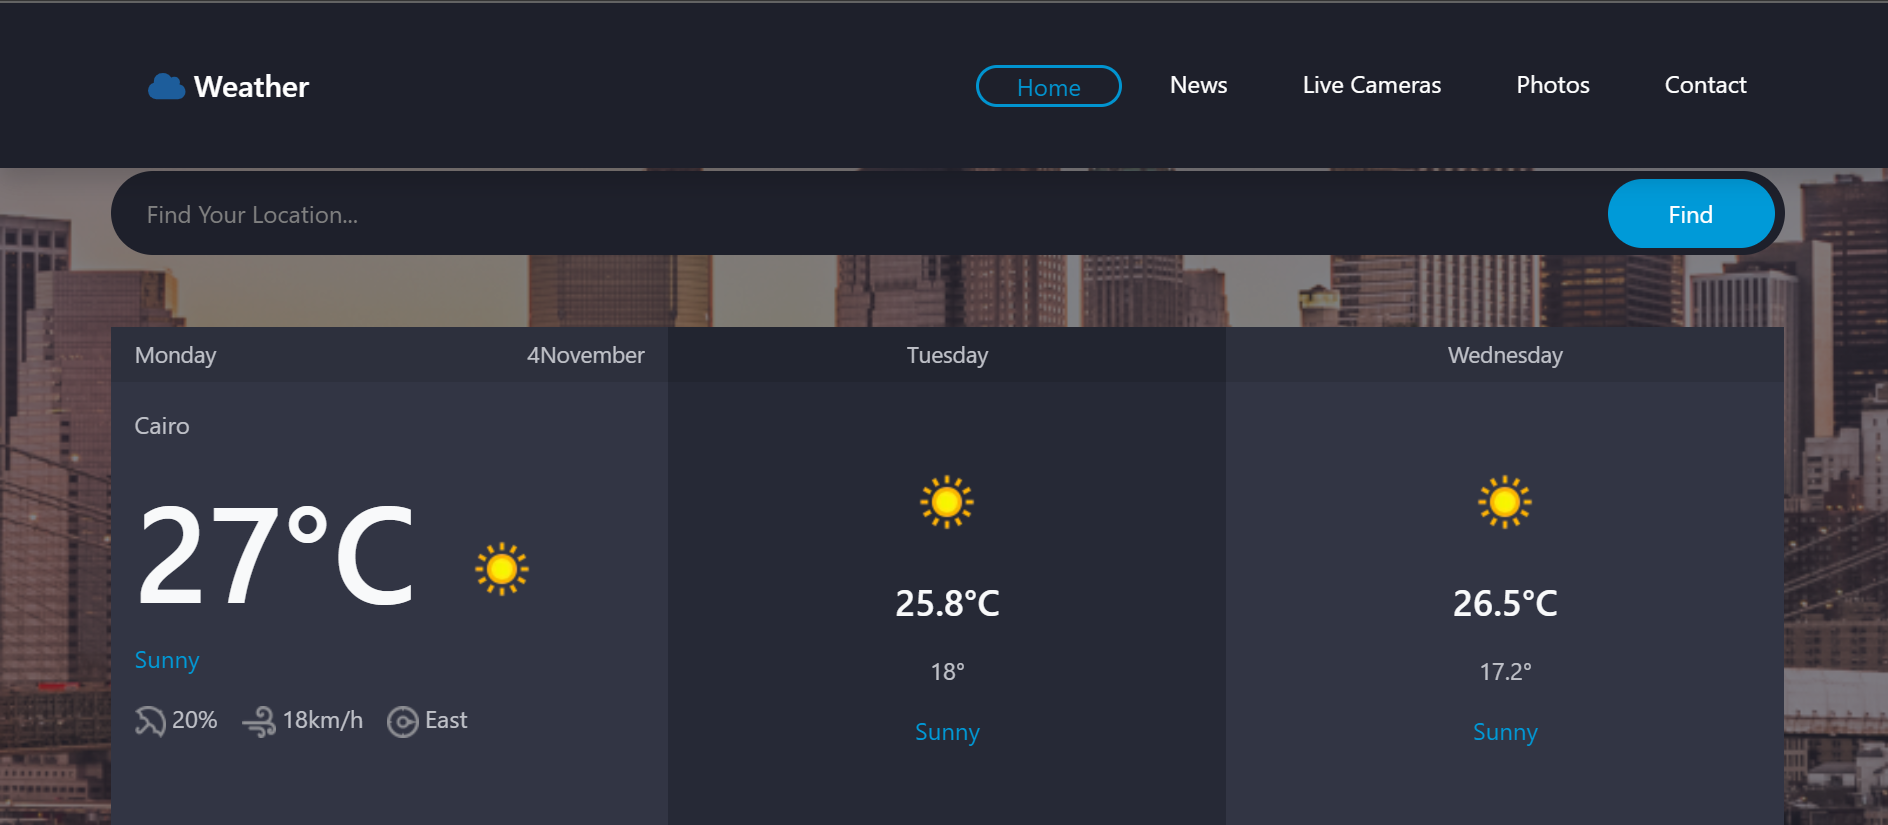 Weather
Home
News
Live Cameras
Photos
Contact
Find Your Location...
Find
Monday
4November
Cairo
27°C
Sunny
20%
18km/h
East
Tuesday
25.8°C
18°
Sunny
Wednesday
26.5°C
17.2°
Sunny